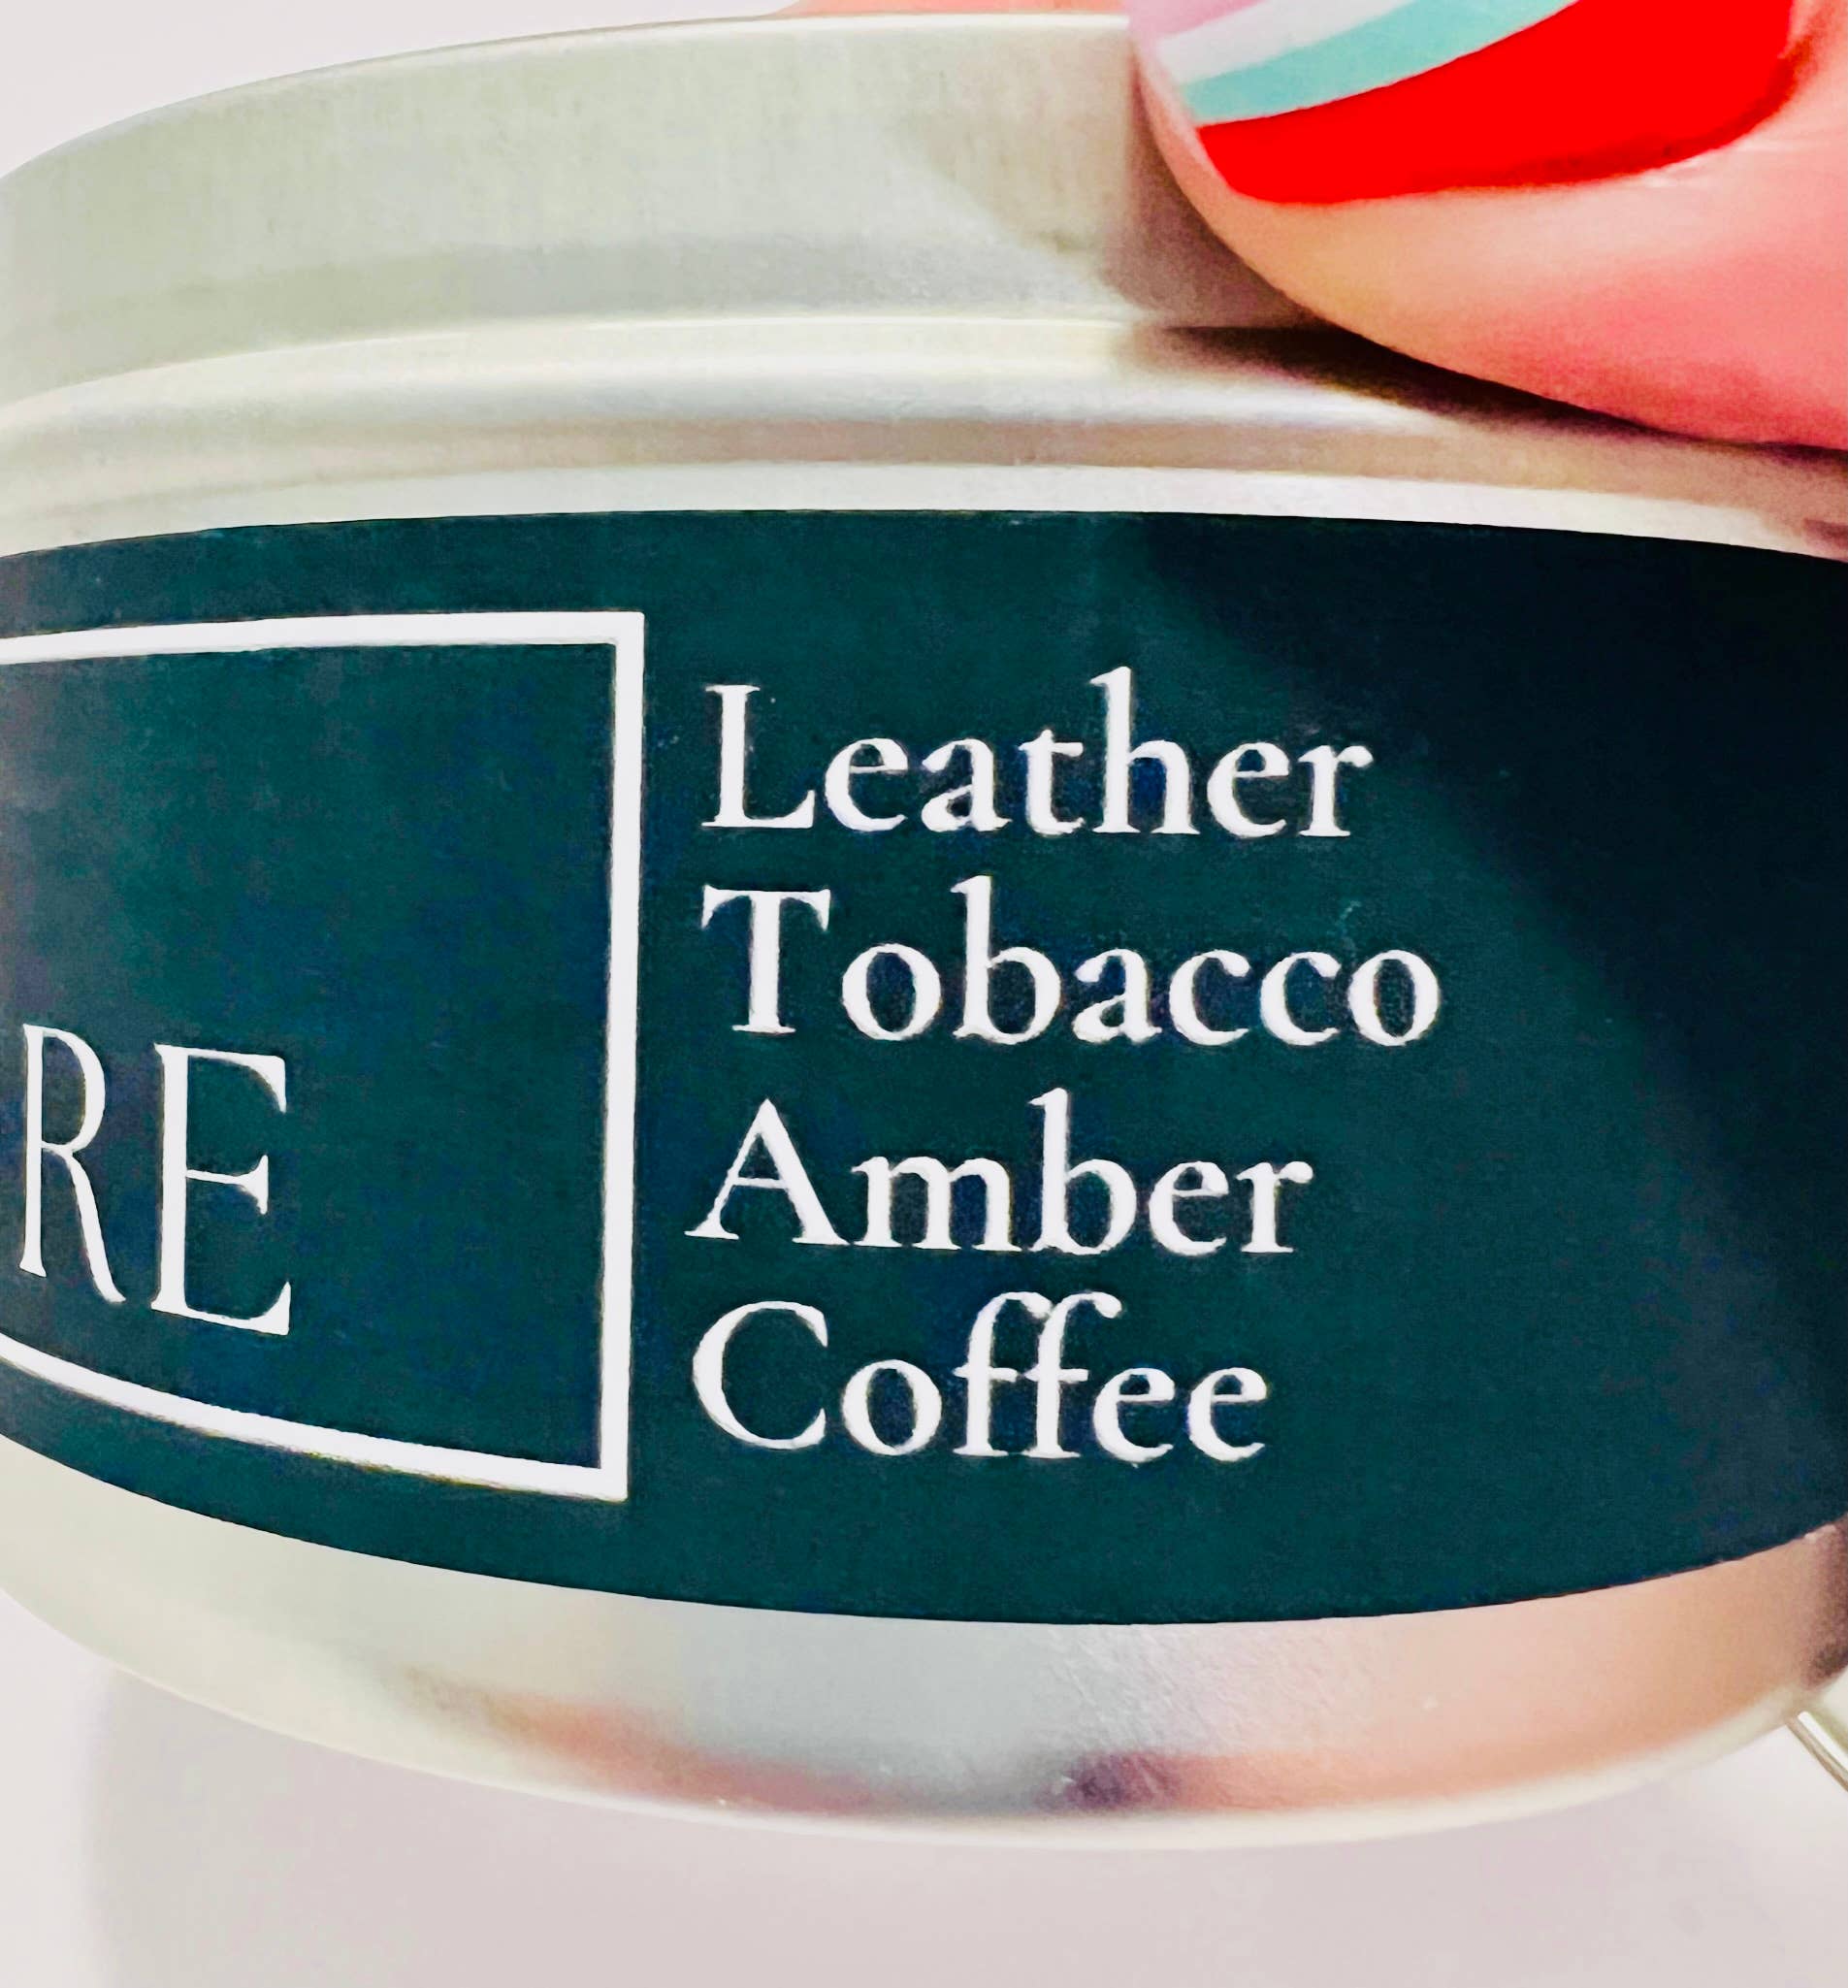 RE
Leather
Tobacco
Amber
Coffee